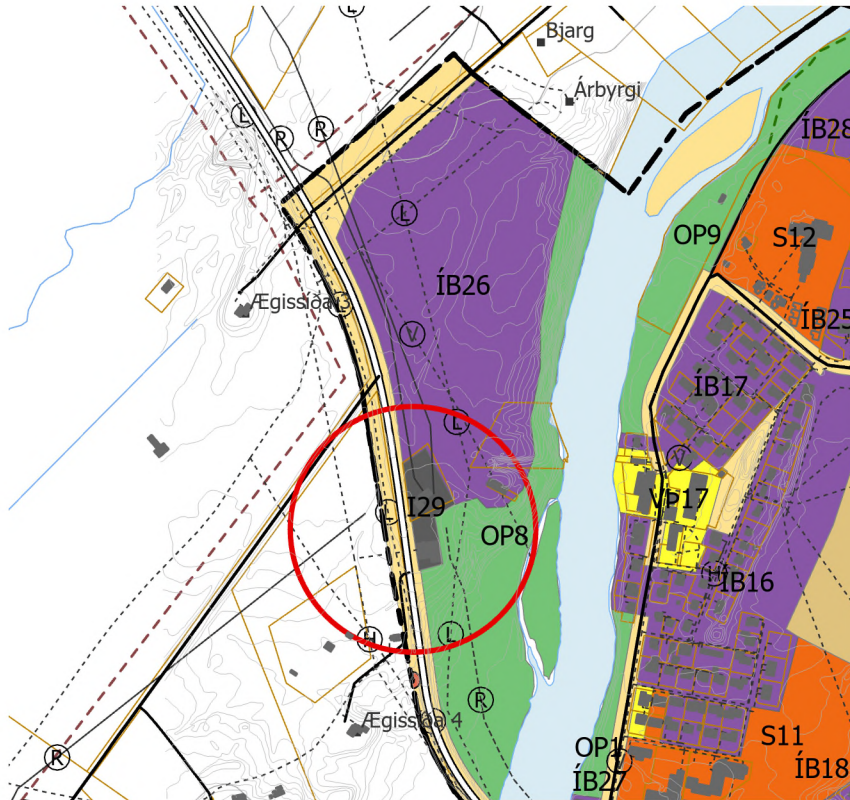 L
Bjarg
Árbyrgi
L
R
R
ÍB28
L
OP9
S12
ÍB26
Ægissíða 3
L
ÍB25
V
ÍB17
L
V
VÞ17
I29
L
OP8
H
ÍB16
H
L
R
Ægissíða 4
S11
OP1
R
ÍB18
ÍB27